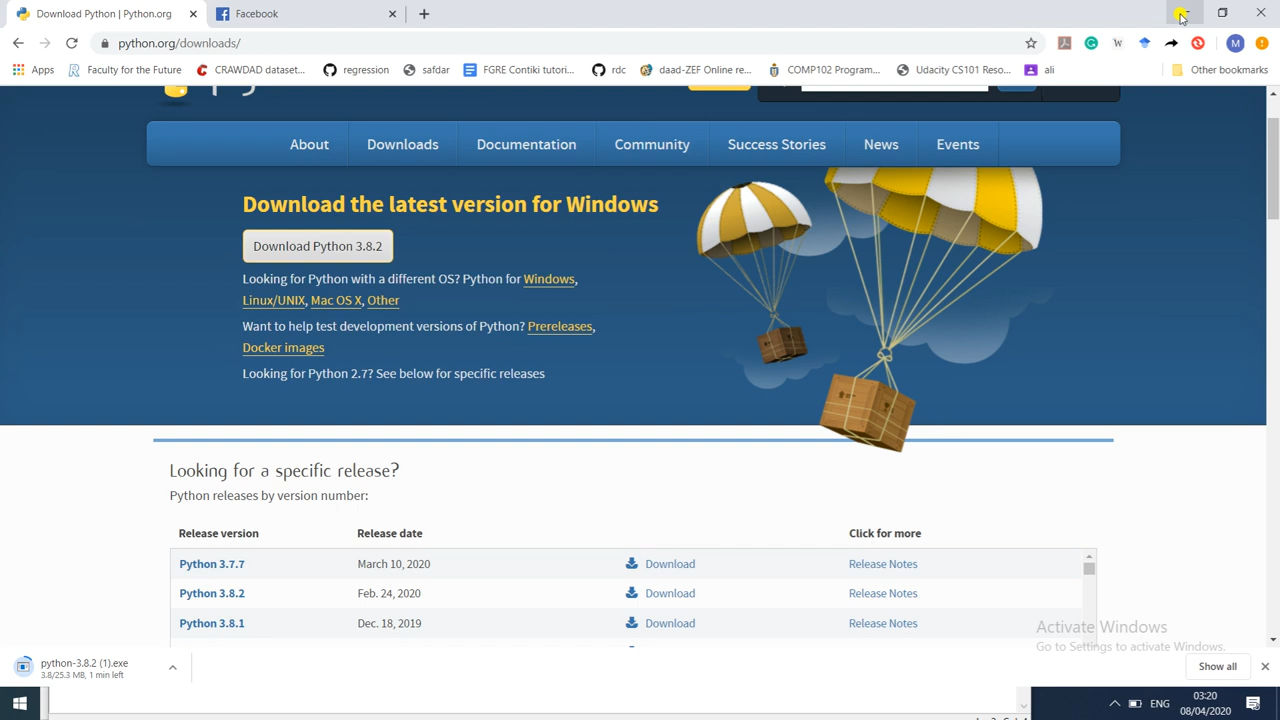 Download Python | Python.org
Facebook
python.org/downloads/
M
Apps
Faculty for the Future
CRAWDAD dataset...
regression
safdar
FGRE Contiki tutori...
rdc
daad-ZEF Online re...
COMP102 Program...
Udacity CS101 Reso...
ali
Other bookmarks
About
Downloads
Documentation
Community
Success Stories
News
Events
Download the latest version for Windows
Download Python 3.8.2
Looking for Python with a different OS? Python for Windows,
Linux/UNIX, Mac OS X, Other
Want to help test development versions of Python? Prereleases,
Docker images
Looking for Python 2.7? See below for specific releases
Looking for a specific release?
Python releases by version number:
Release version Release date Click for more
Python 3.7.7 March 10, 2020 Download Release Notes
Python 3.8.2 Feb. 24, 2020 Download Release Notes
Python 3.8.1 Dec. 18, 2019 Download Release Notes
Activate Windows
Go to Settings to activate Windows.
python-3.8.2 (1).exe
3.8/25.3 MB, 1 min left
Show all
ENG
03:20
08/04/2020